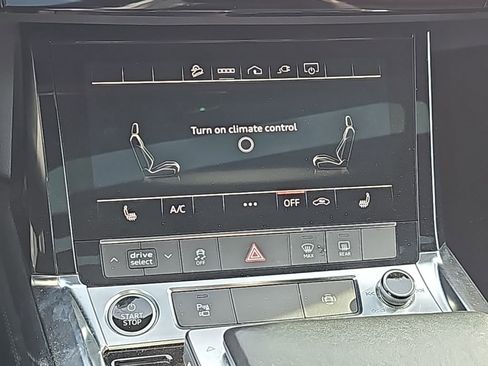 Turn on climate control
A/C ... OFF
drive select OFF MAX REAR
START STOP
P